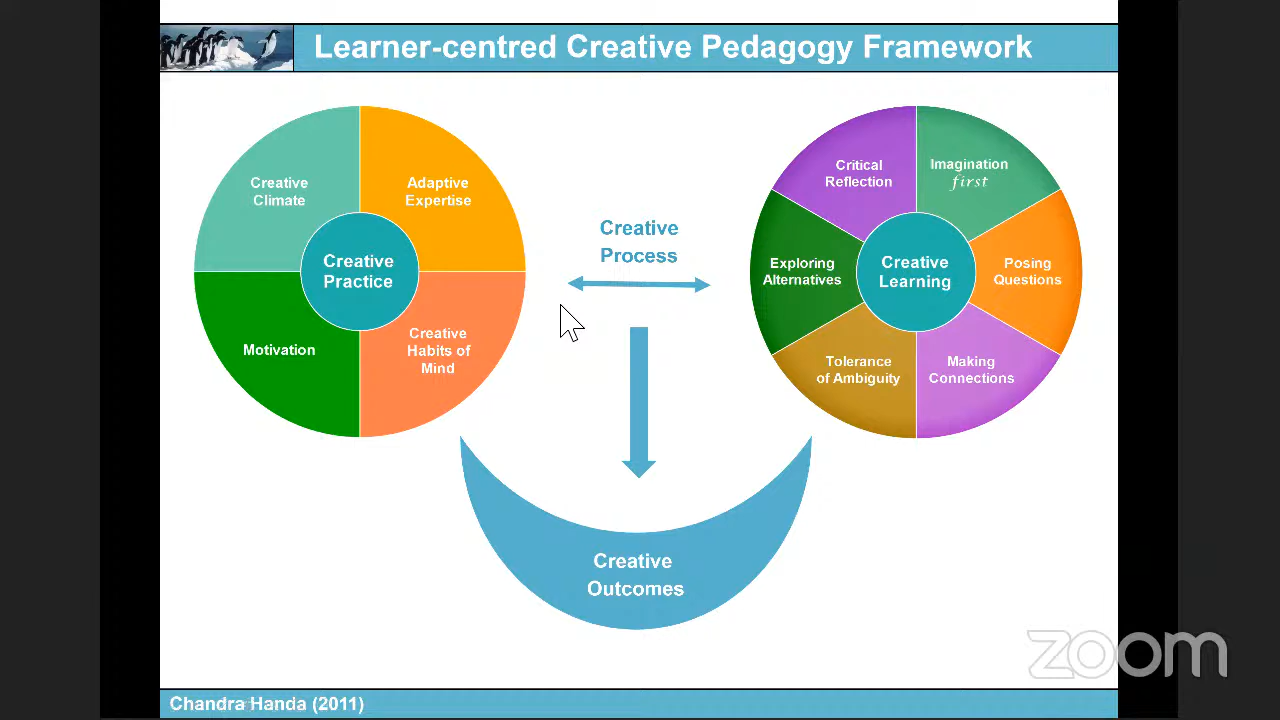 Learner-centred Creative Pedagogy Framework
Creative
Climate
Adaptive
Expertise
Creative
Practice
Motivation
Creative
Habits of
Mind
Creative
Process
Critical
Reflection
Imagination
first
Exploring
Alternatives
Creative
Learning
Posing
Questions
Tolerance
of Ambiguity
Making
Connections
Creative
Outcomes
zoom
Chandra Handa (2011)